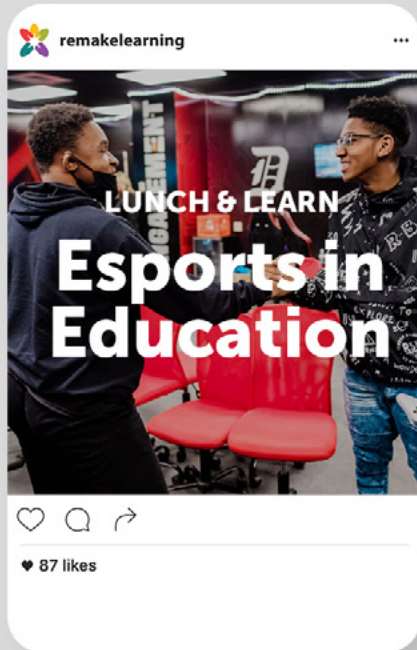 remakelearning
LUNCH & LEARN
Esports in
Education
87 likes